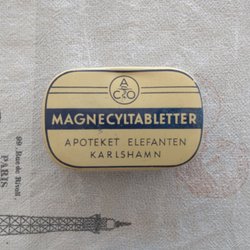 A
C O
MAGNECYLTABLETTER
APOTEKET ELEFANTEN
KARLSHAMN
PARIS